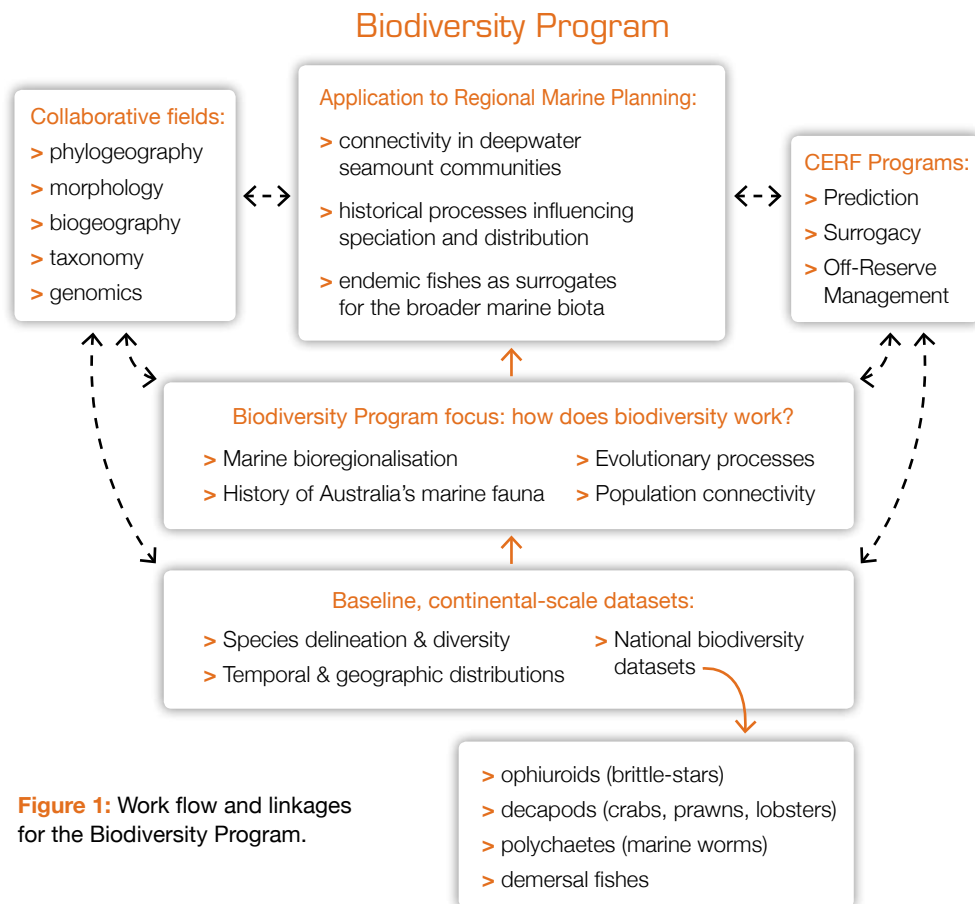 Biodiversity Program
Collaborative fields:
> phylogeography
> morphology
> biogeography
> taxonomy
> genomics
Application to Regional Marine Planning:
> connectivity in deepwater
seamount communities
> historical processes influencing
speciation and distribution
> endemic fishes as surrogates
for the broader marine biota
CERF Programs:
> Prediction
> Surrogacy
> Off-Reserve
Management
Biodiversity Program focus: how does biodiversity work?
> Marine bioregionalisation
> History of Australia’s marine fauna
> Evolutionary processes
> Population connectivity
Baseline, continental-scale datasets:
> Species delineation & diversity
> Temporal & geographic distributions
> National biodiversity
datasets
> ophiuroids (brittle-stars)
> decapods (crabs, prawns, lobsters)
> polychaetes (marine worms)
> demersal fishes
Figure 1: Work flow and linkages
for the Biodiversity Program.